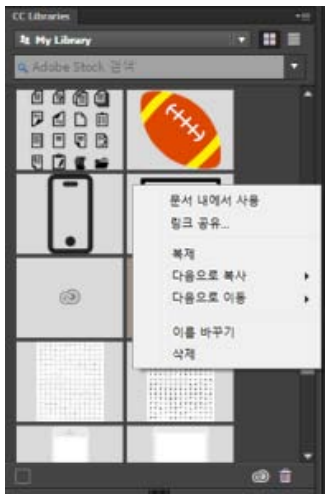 CC Libraries
My Library
Adobe Stock 검색
문서 내에서 사용
링크 공유...
복제
다음으로 복사
다음으로 이동
이름 바꾸기
삭제